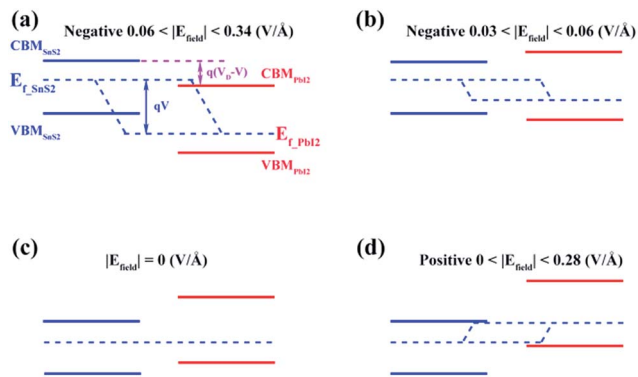 (a) Negative 0.06 < |E_field| < 0.34 (V/Å)
CBM_SnS2
q(V_D-V)
CBM_PbI2
E_f_SnS2
qV
VBM_SnS2
E_f_PbI2
VBM_PbI2
(b) Negative 0.03 < |E_field| < 0.06 (V/Å)
(c)
|E_field| = 0 (V/Å)
(d)
Positive 0 < |E_field| < 0.28 (V/Å)